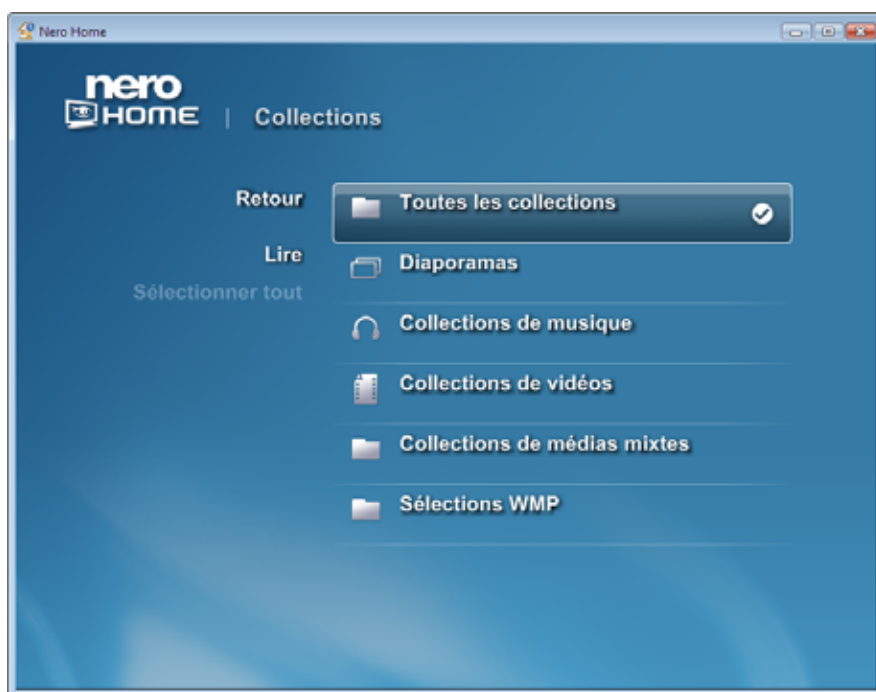 Nero Home
nero
HOME | Collections
Retour
Lire
Sélectionner tout
Toutes les collections
Diaporamas
Collections de musique
Collections de vidéos
Collections de médias mixtes
Sélections WMP